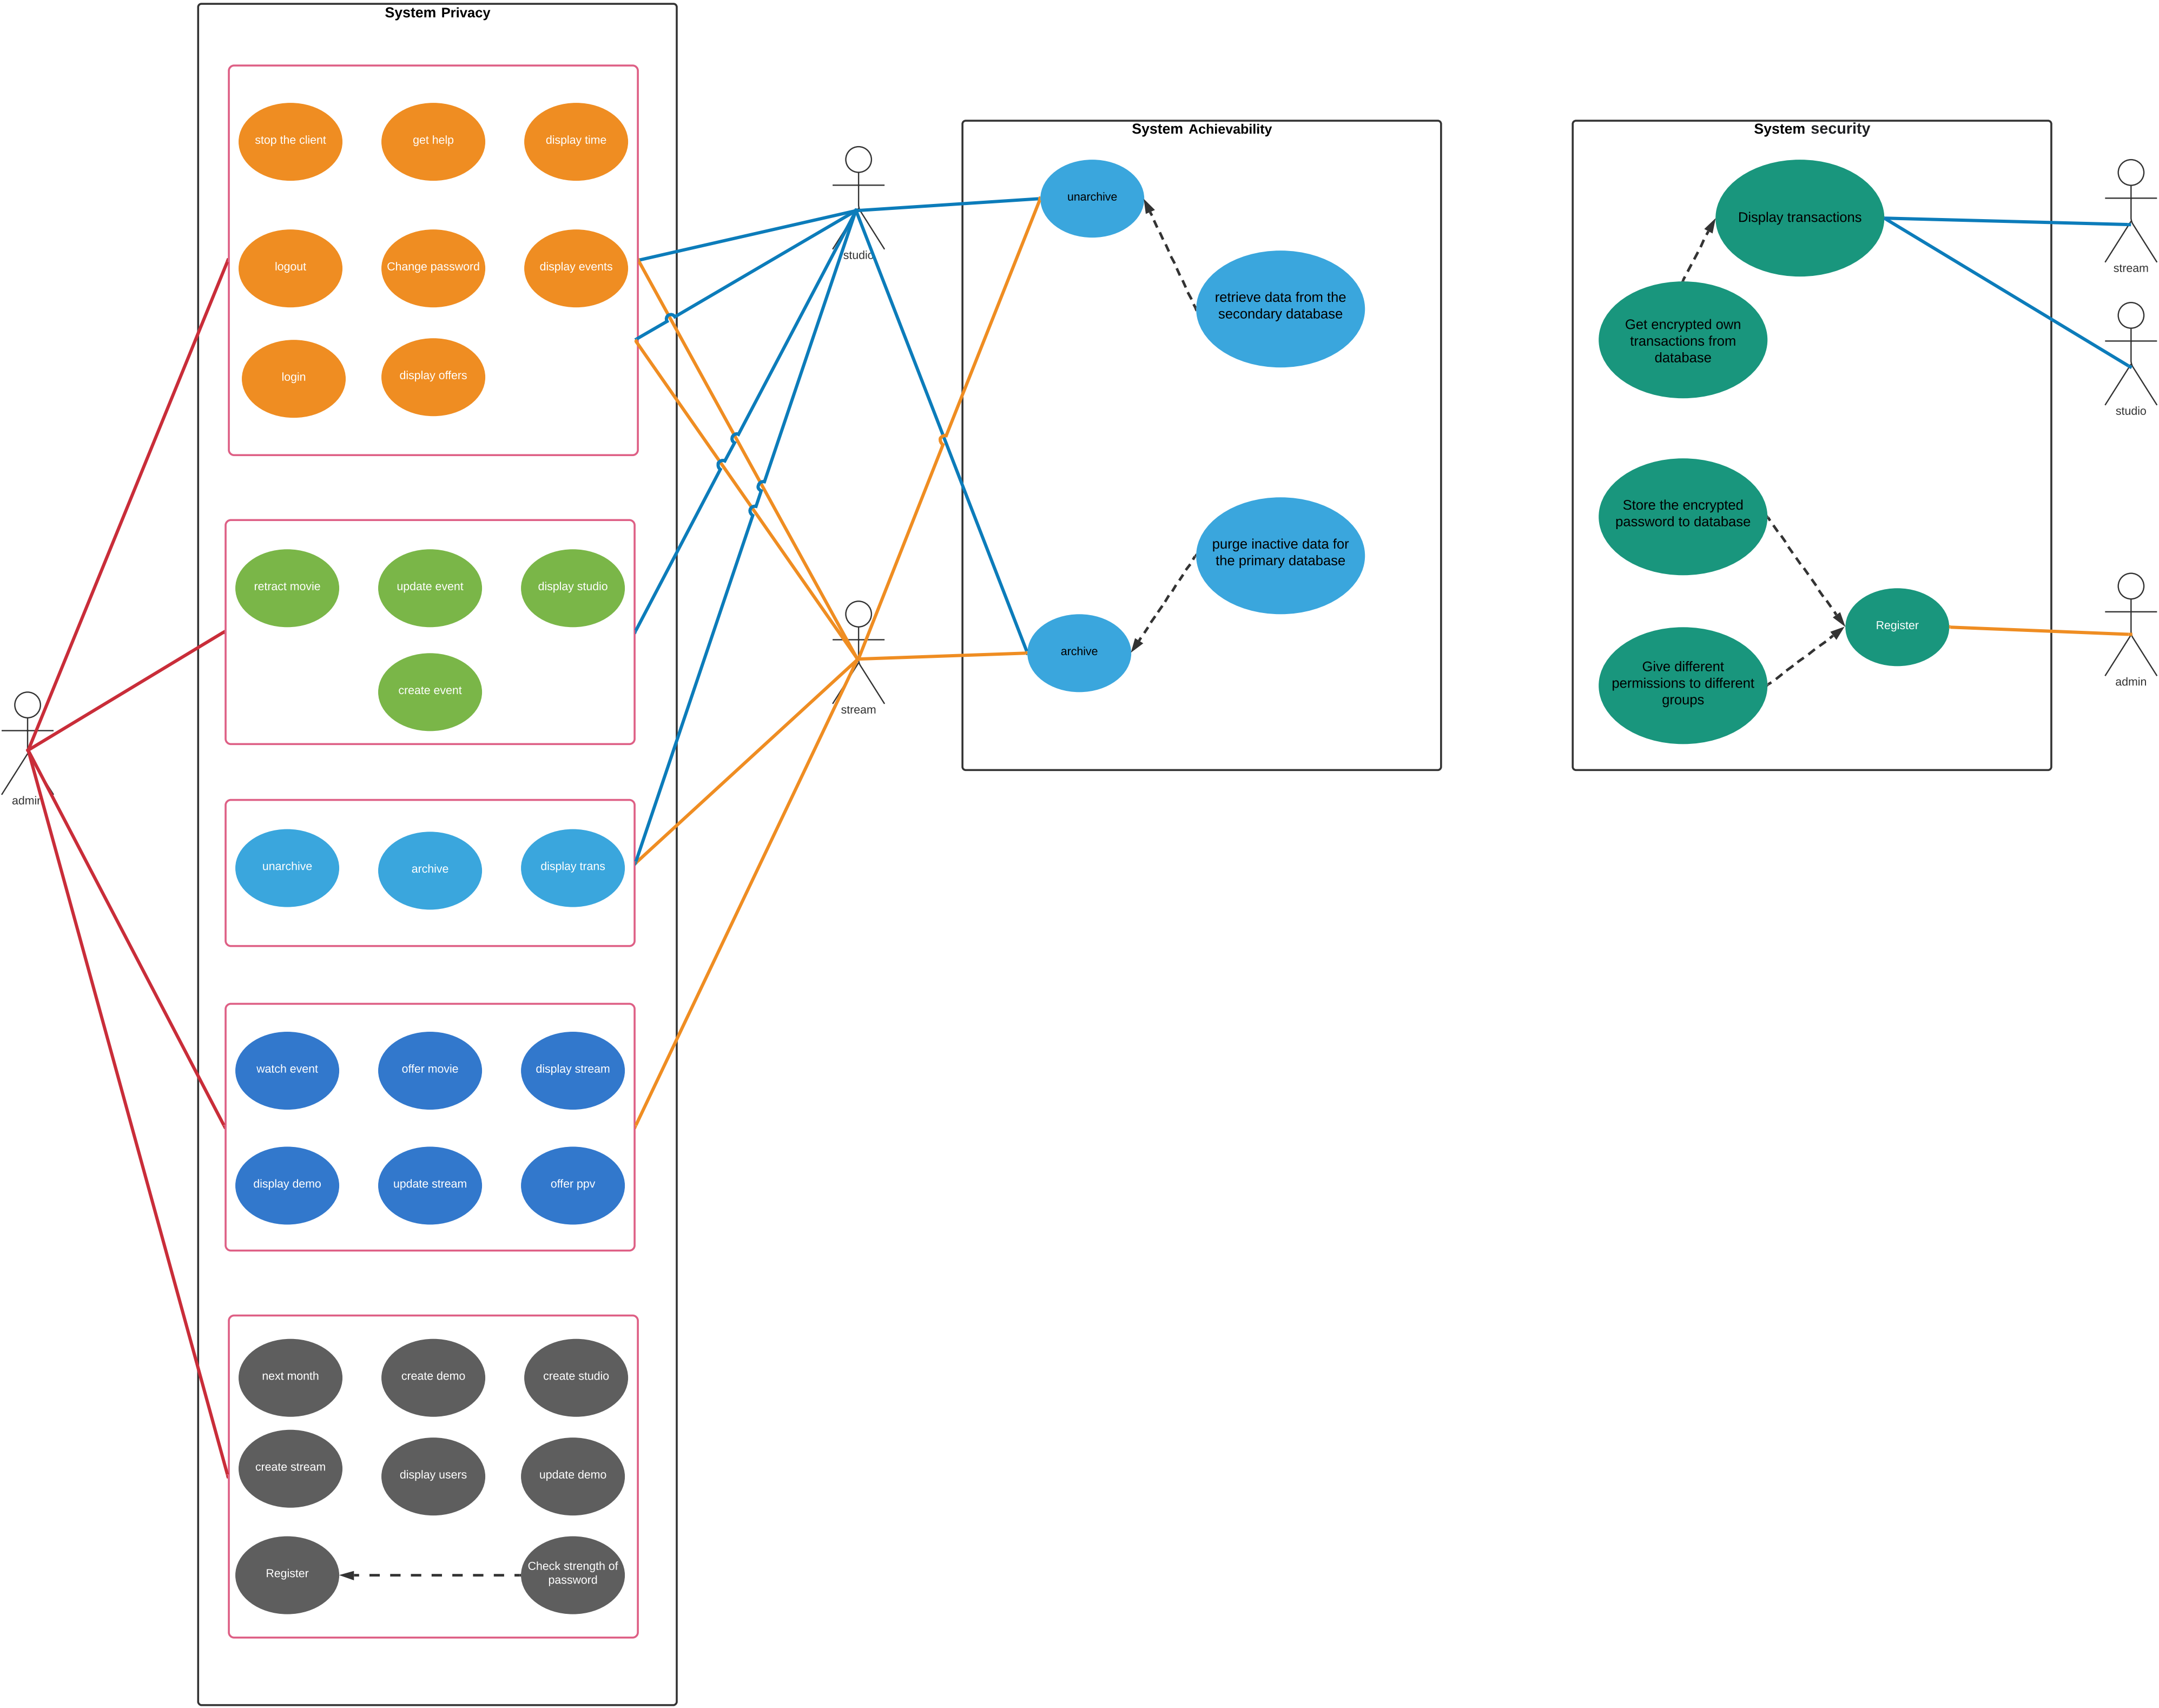 System Privacy
stop the client
get help
display time
logout
Change password
display events
login
display offers
retract movie
update event
display studio
create event
unarchive
archive
display trans
watch event
offer movie
display stream
display demo
update stream
offer ppv
next month
create demo
create studio
create stream
display users
update demo
Register
Check strength of
password
admin
studio
stream
System Achievability
unarchive
retrieve data from the
secondary database
purge inactive data for
the primary database
archive
System security
Display transactions
Get encrypted own
transactions from
database
Store the encrypted
password to database
Register
Give different
permissions to different
groups
stream
studio
admin